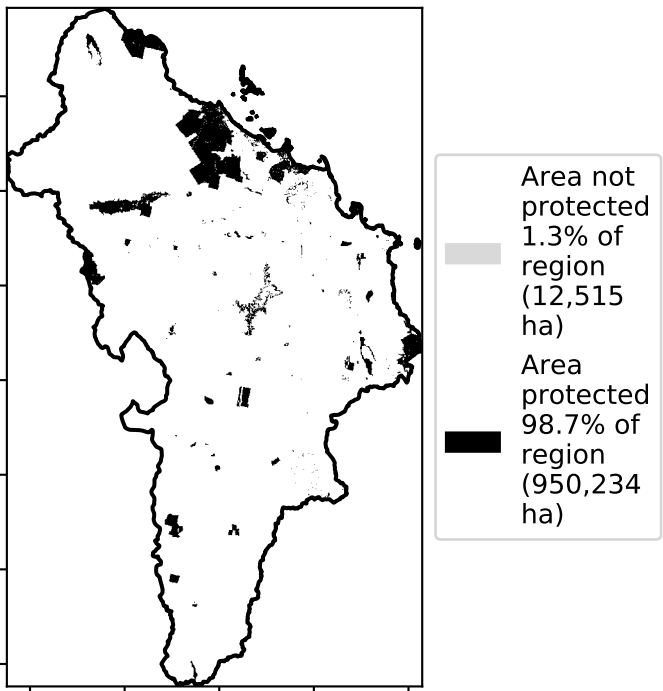 Area not
protected
1.3% of
region
(12,515
ha)
Area
protected
98.7% of
region
(950,234
ha)